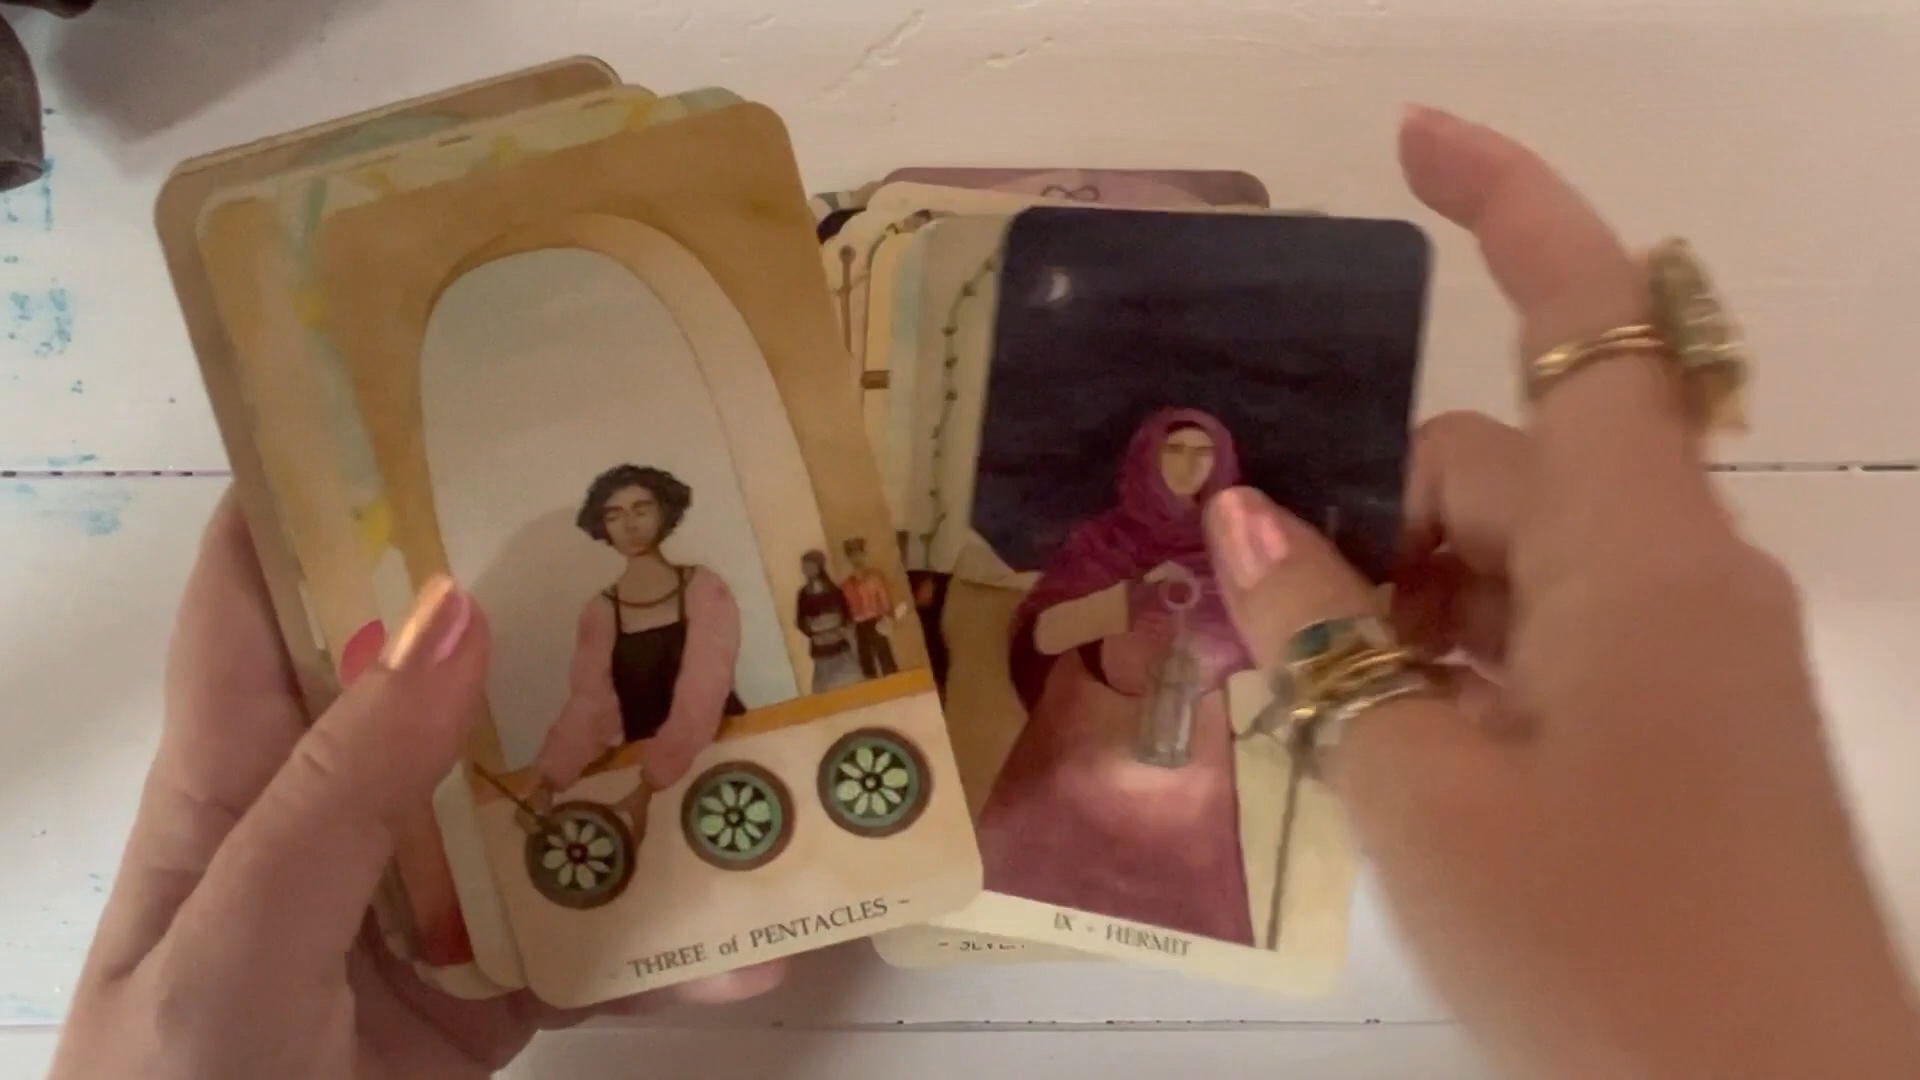 - THREE of PENTACLES -
IX - HERMIT